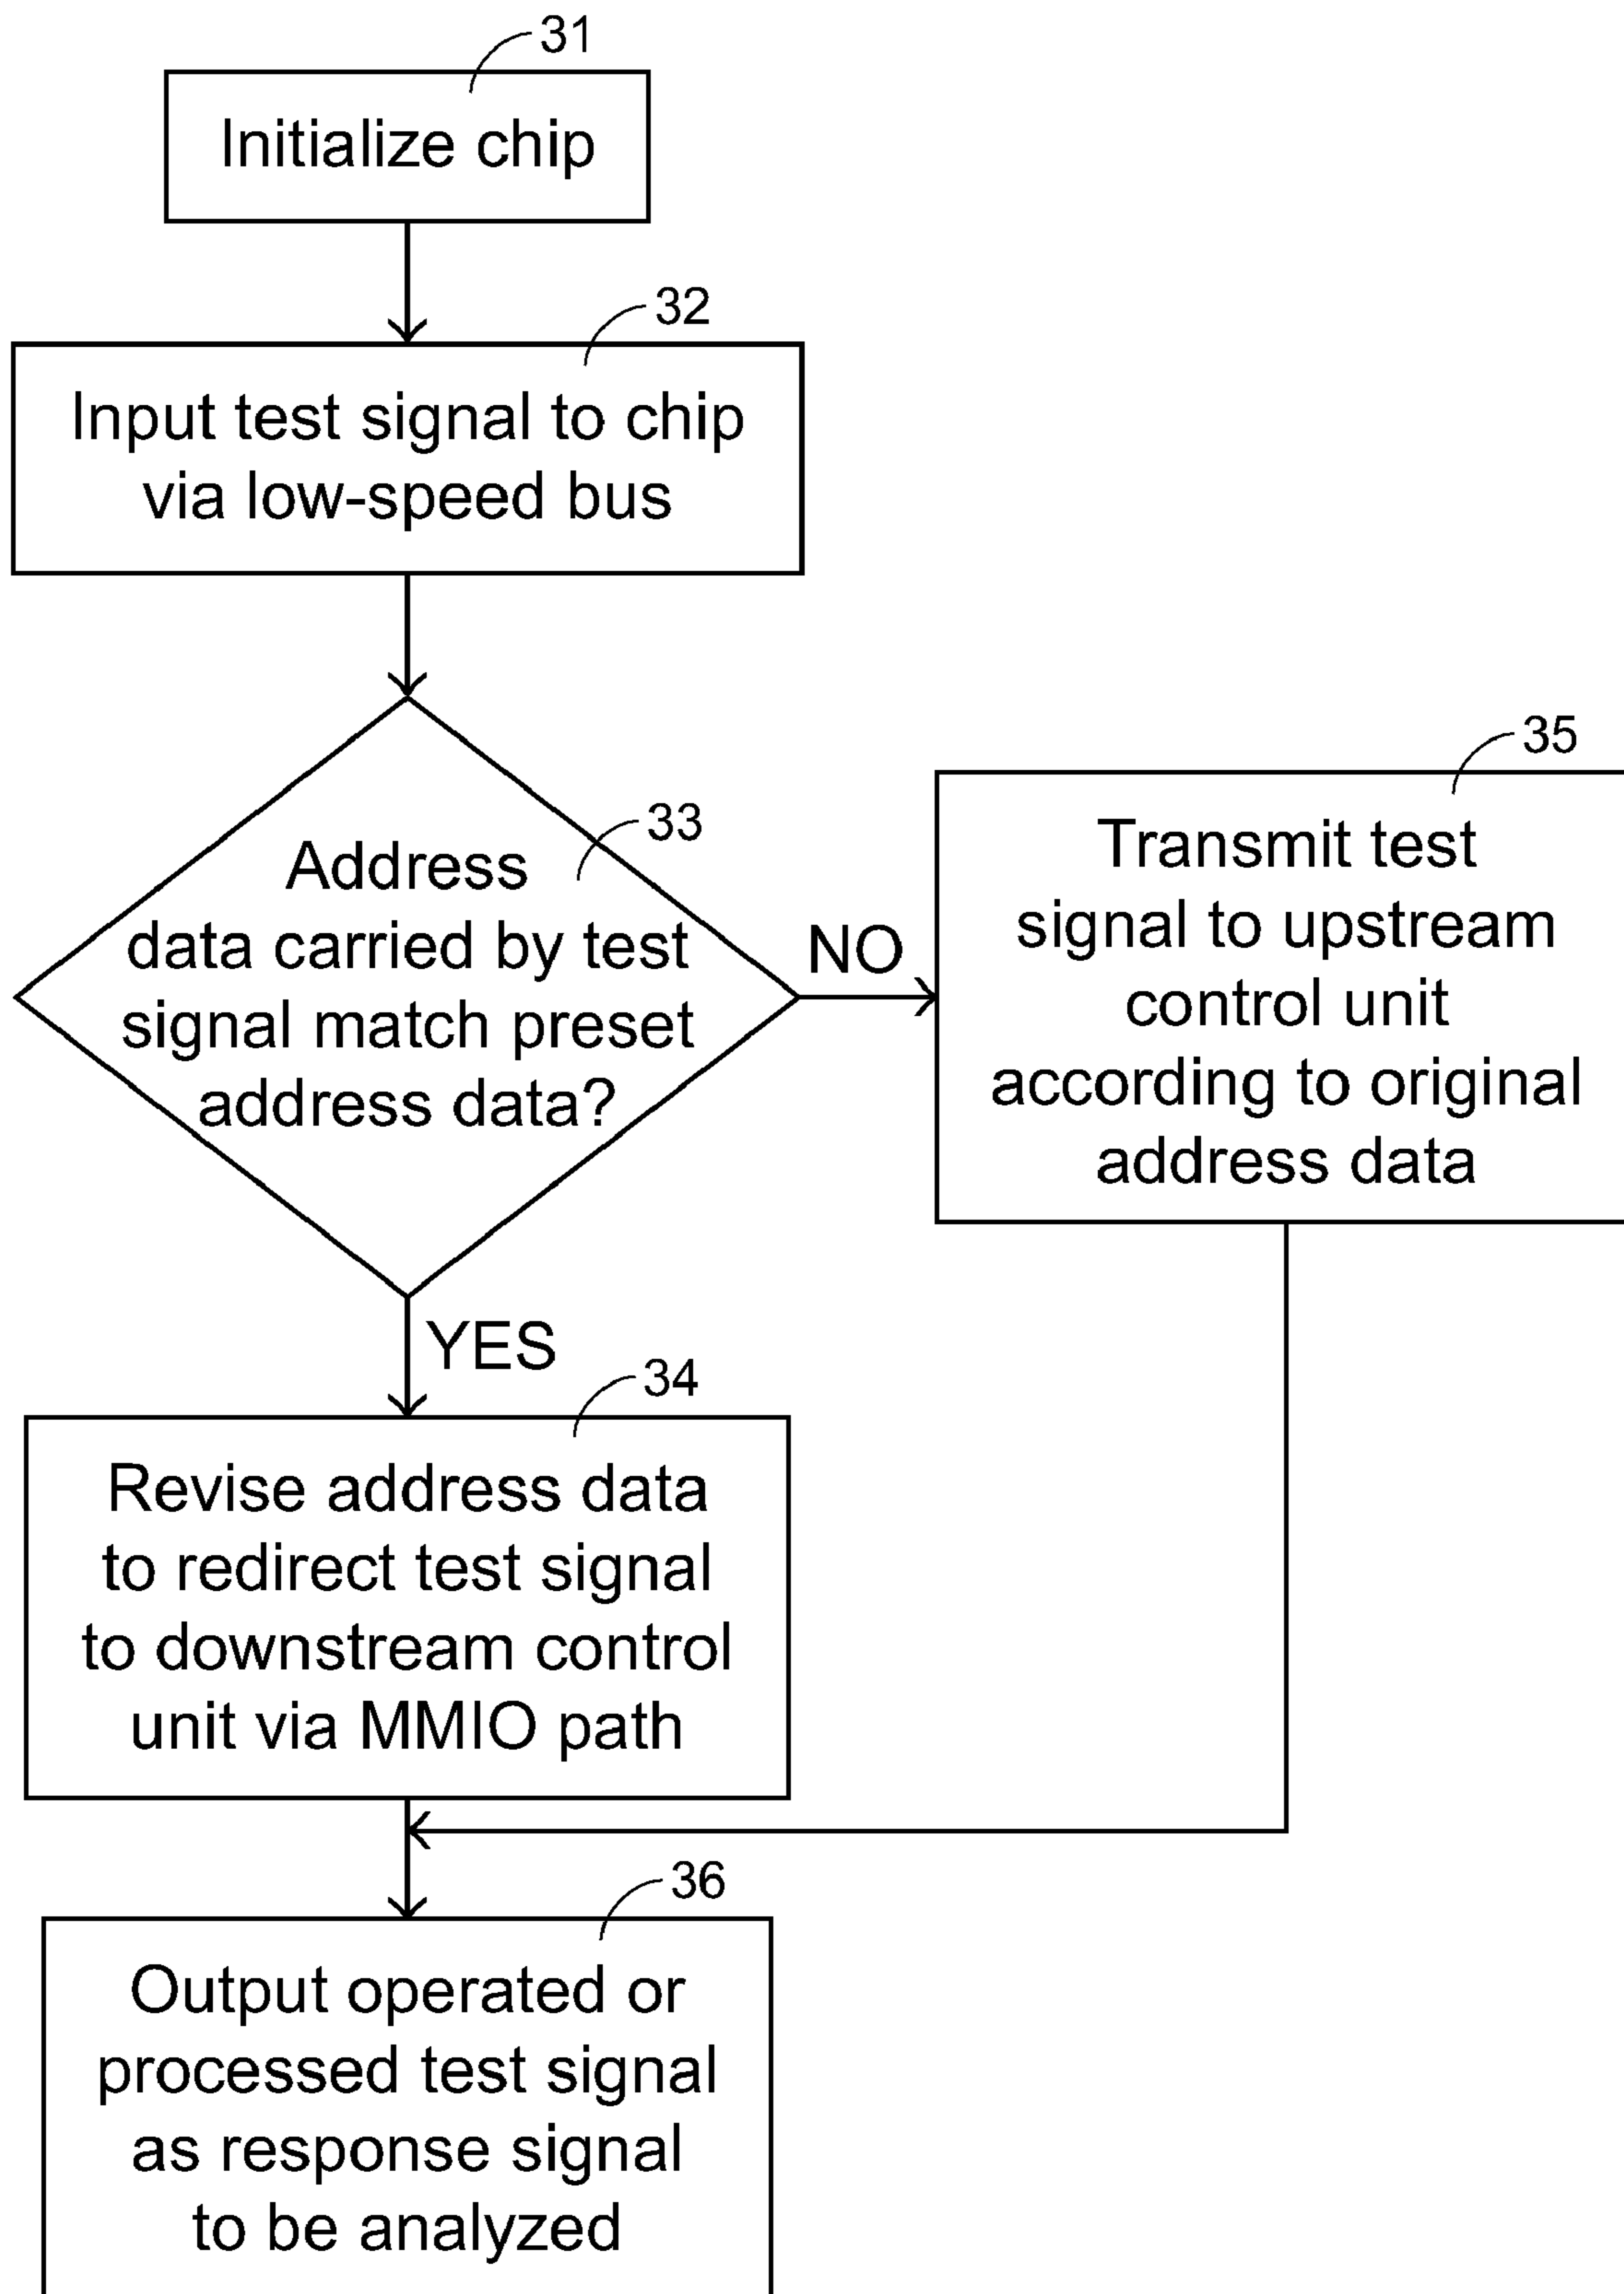 31
Initialize chip
32
Input test signal to chip
via low-speed bus
33
Address
data carried by test
signal match preset
address data?
NO
35
Transmit test
signal to upstream
control unit
according to original
address data
YES
34
Revise address data
to redirect test signal
to downstream control
unit via MMIO path
36
Output operated or
processed test signal
as response signal
to be analyzed